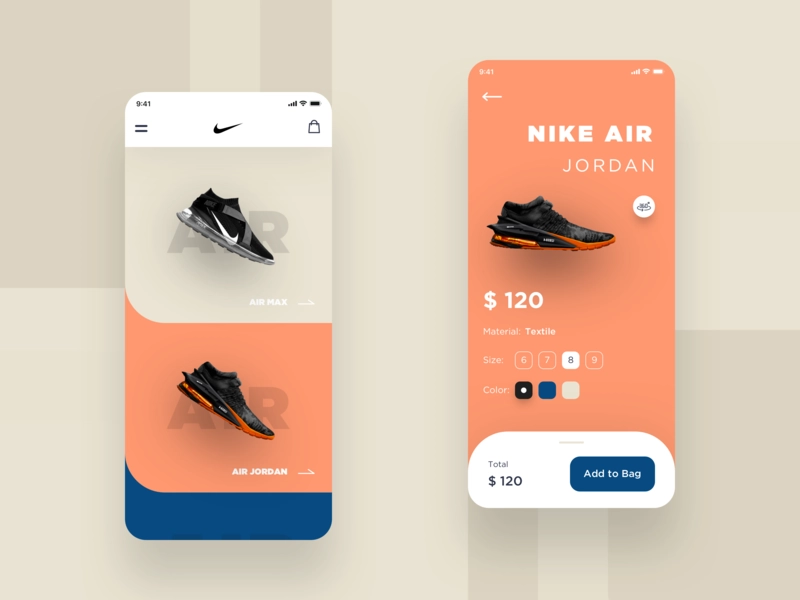 9:41
AIR
AIR MAX
AIR
AIR JORDAN
9:41
NIKE AIR
JORDAN
$ 120
Material: Textile
Size: 6 7 8 9
Color:
Total
$ 120
Add to Bag